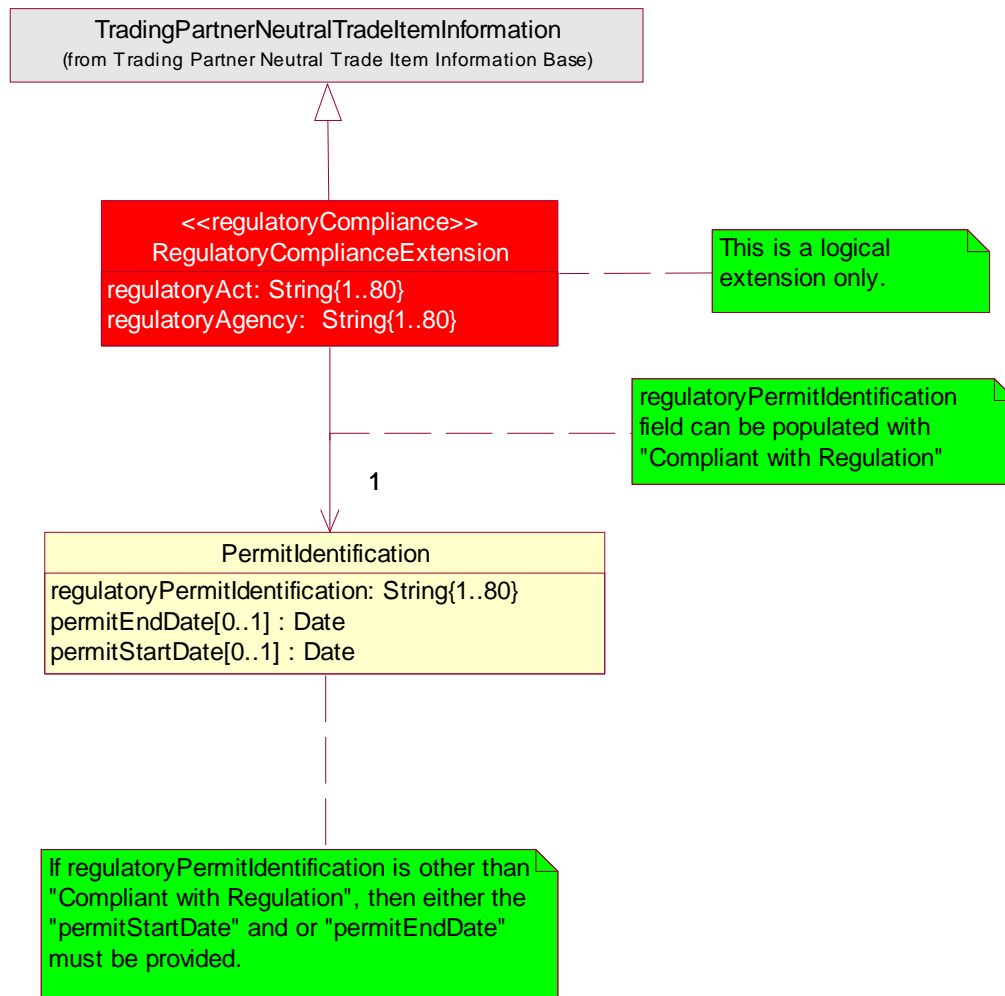 TradingPartnerNeutralTradeItemInformation
(from Trading Partner Neutral Trade Item Information Base)
<<regulatoryCompliance>>
RegulatoryComplianceExtension
regulatoryAct: String{1..80}
regulatoryAgency:  String{1..80}
This is a logical
extension only.
regulatoryPermitIdentification
field can be populated with
"Compliant with Regulation"
1
PermitIdentification
regulatoryPermitIdentification: String{1..80}
permitEndDate[0..1] : Date
permitStartDate[0..1] : Date
If regulatoryPermitIdentification is other than
"Compliant with Regulation", then either the
"permitStartDate" and or "permitEndDate"
must be provided.